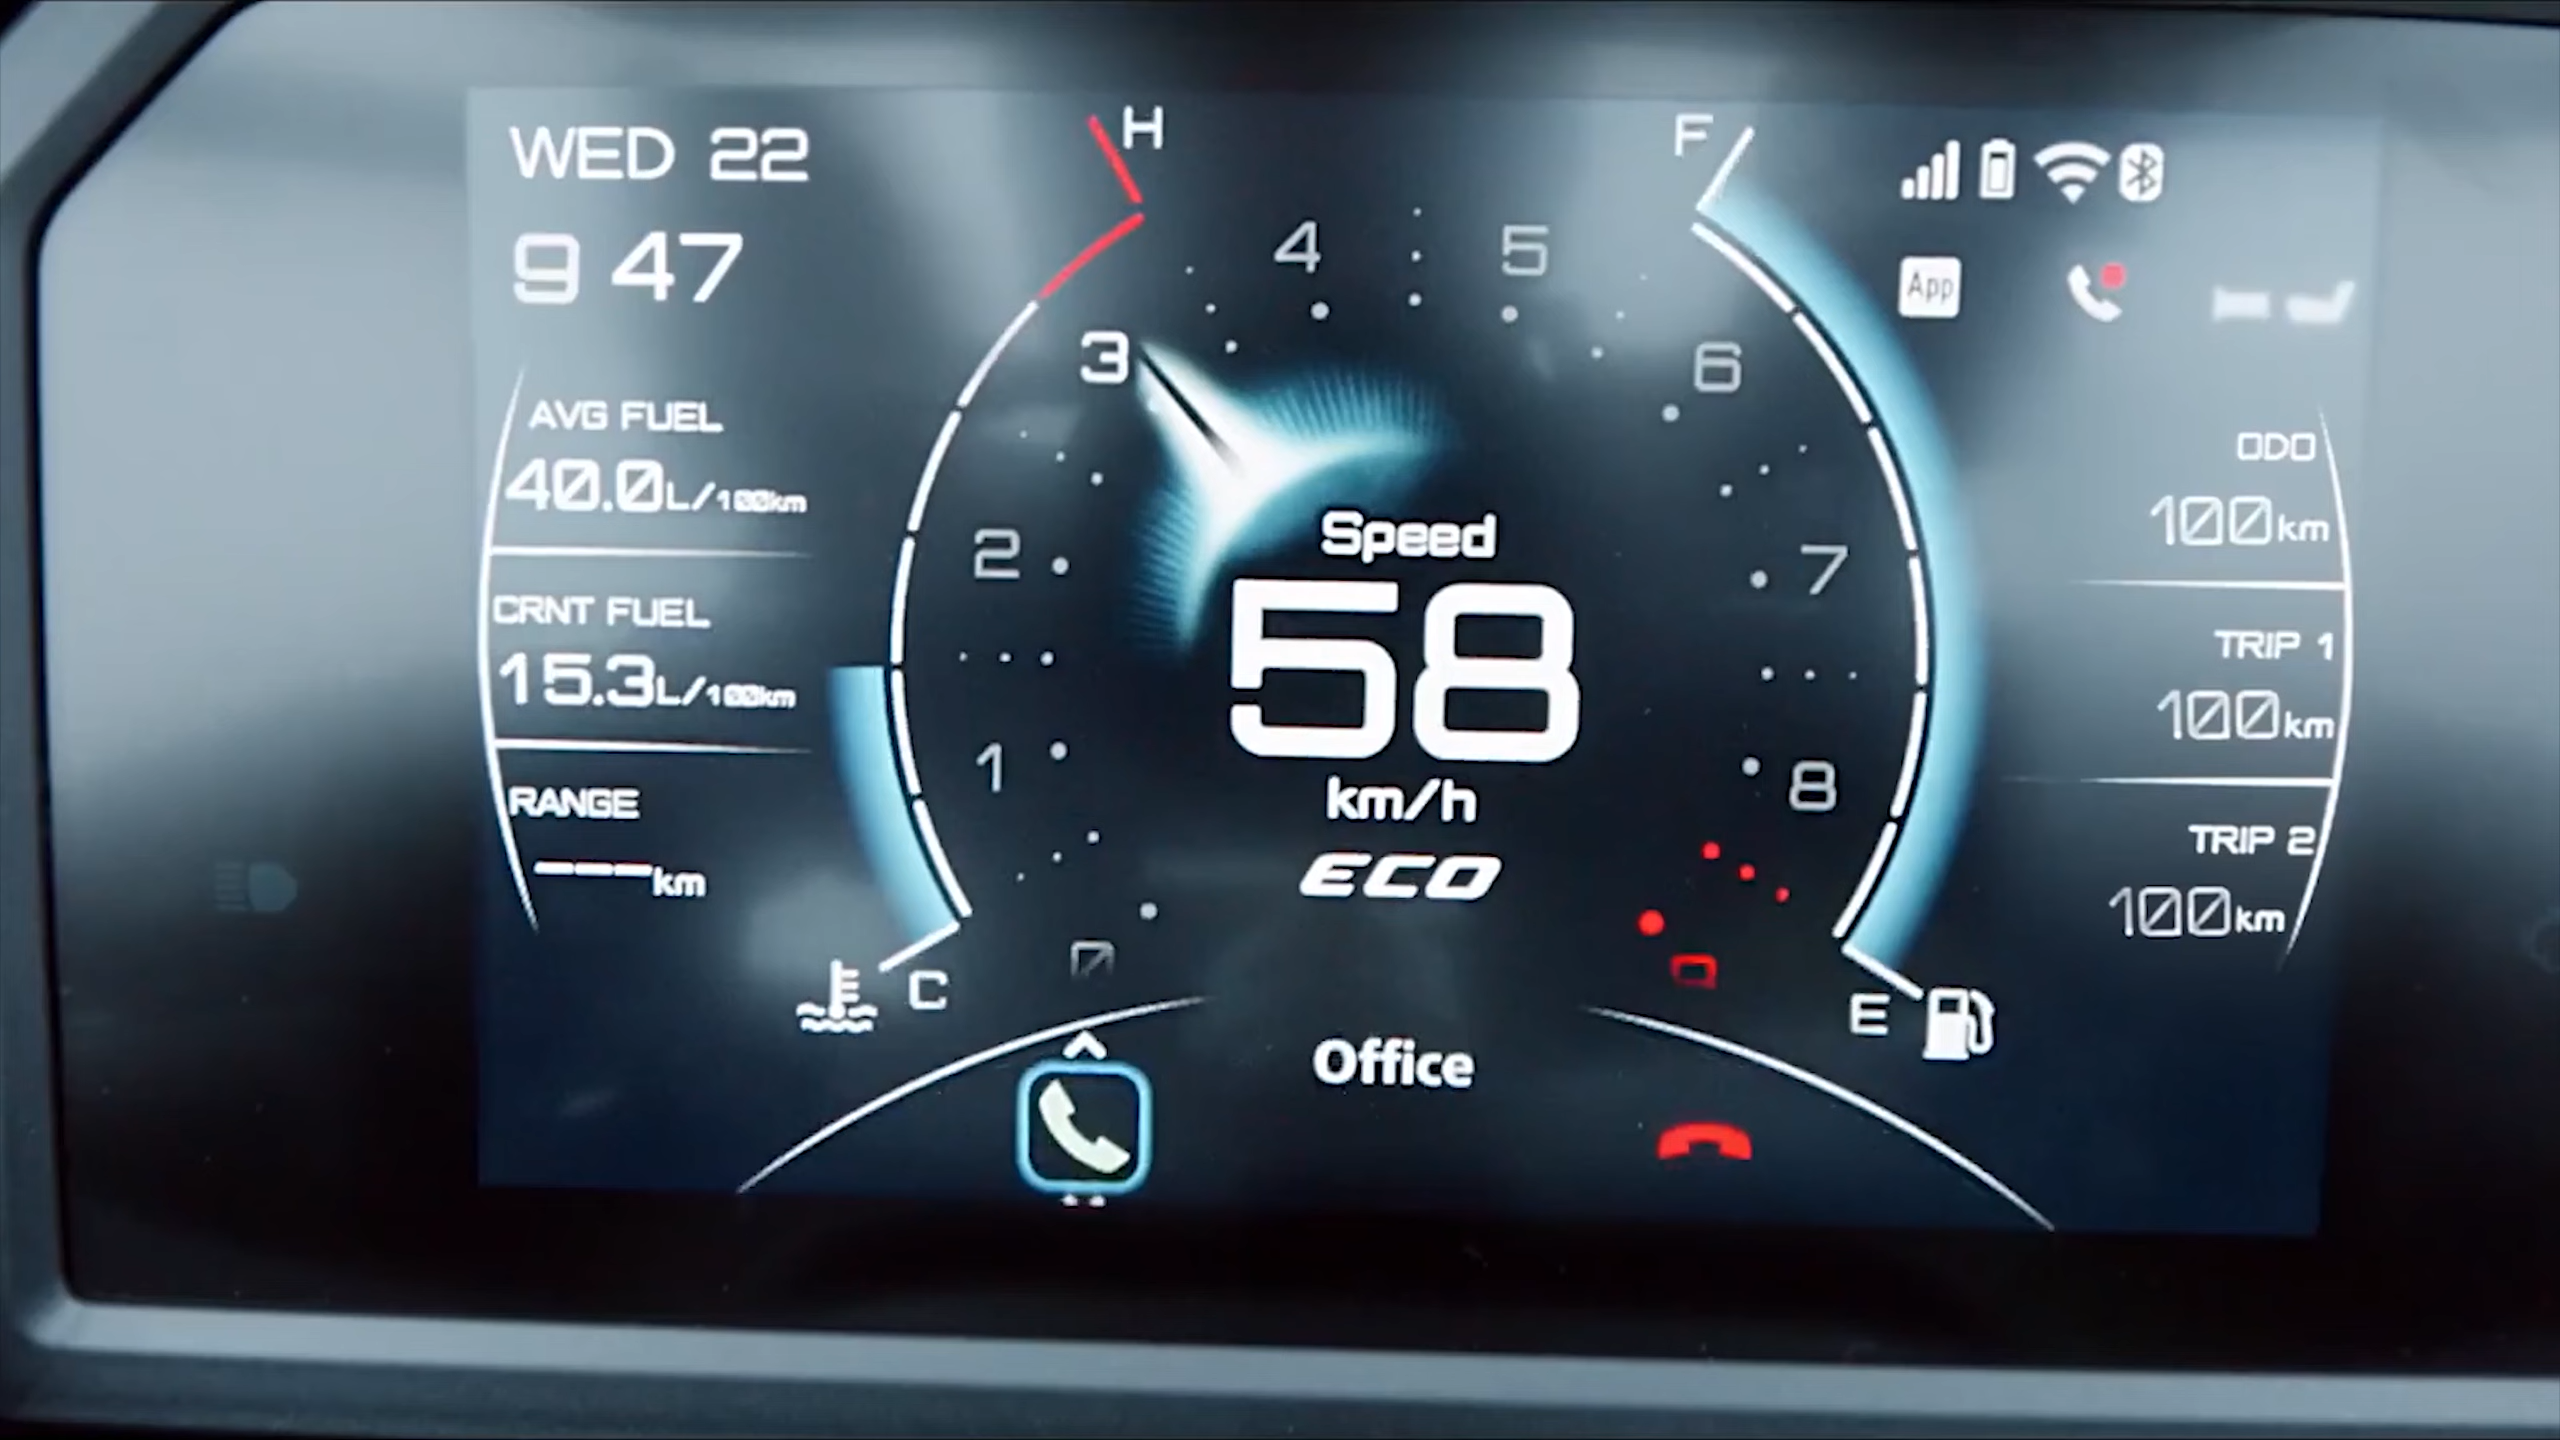 WED 22
9 47
AVG FUEL
40.0L/100km
CRNT FUEL
15.3L/100km
RANGE
---km
H
C
0
1
2
3
4
5
6
7
8
Speed
58
km/h
ECO
Office
F
E
App
ODO
100km
TRIP 1
100km
TRIP 2
100km